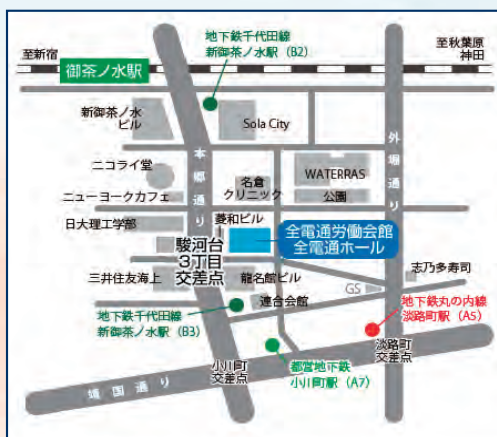 地下鉄千代田線
新御茶ノ水駅（B2）
至新宿
至秋葉原
神田
御茶ノ水駅
新御茶ノ水
ビル
Sola City
本郷通り
外堀通り
ニコライ堂
名倉
クリニック
WATERRAS
公園
ニューヨークカフェ
日大理工学部
菱和ビル
全電通労働会館
全電通ホール
駿河台
3丁目
交差点
三井住友海上
龍名館ビル
志乃多寿司
GS
連合会館
地下鉄千代田線
新御茶ノ水駅（B3）
地下鉄丸の内線
淡路町駅（A5）
淡路町
交差点
小川町
交差点
都営地下鉄
小川町駅（A7）
靖国通り